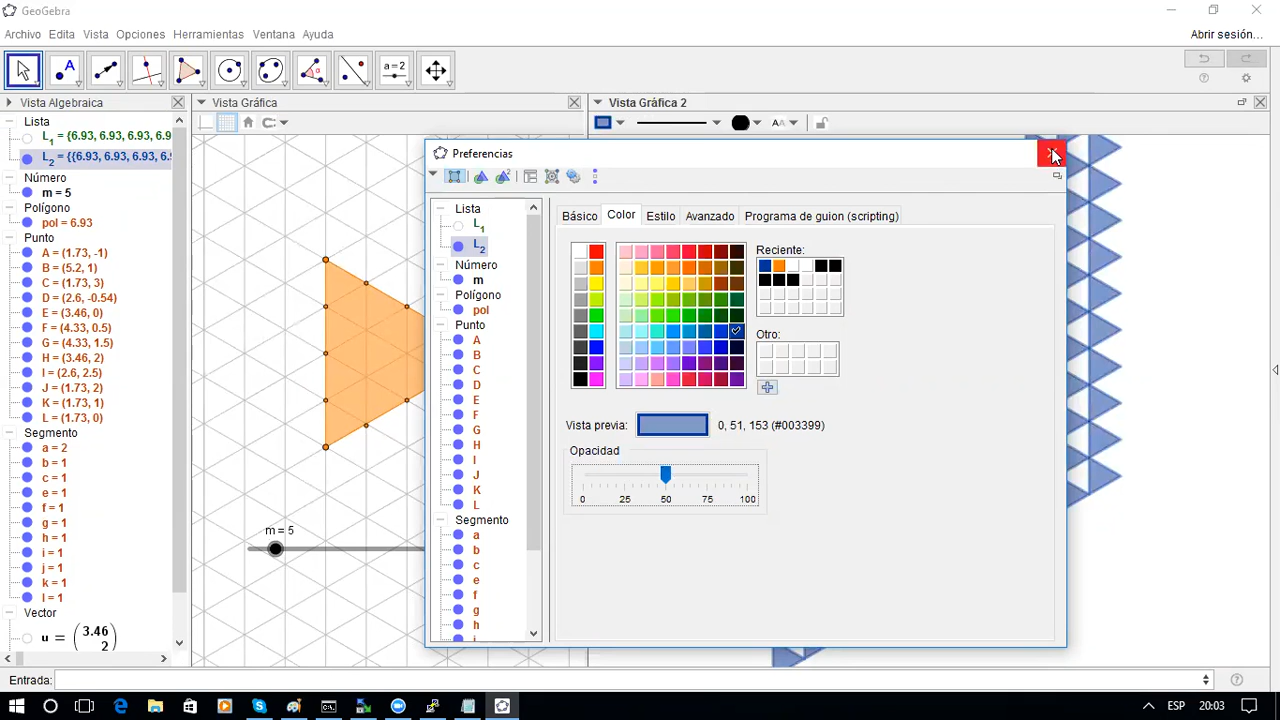 GeoGebra
Archivo Edita Vista Opciones Herramientas Ventana Ayuda
Abrir sesión...
A
a=2
Vista Algebraica
Vista Gráfica
Vista Gráfica 2
Lista
L1 = {6.93, 6.93, 6.93, 6.9
L2 = {{6.93, 6.93, 6.93, 6.9
Número
m = 5
Polígono
pol = 6.93
Punto
A = (1.73, -1)
B = (5.2, 1)
C = (1.73, 3)
D = (2.6, -0.54)
E = (3.46, 0)
F = (4.33, 0.5)
G = (4.33, 1.5)
H = (3.46, 2)
I = (2.6, 2.5)
J = (1.73, 2)
K = (1.73, 1)
L = (1.73, 0)
Segmento
a = 2
b = 1
c = 1
e = 1
f = 1
g = 1
h = 1
i = 1
j = 1
k = 1
l = 1
Vector
u = (3.46
2)
m = 5
AA
Preferencias
Lista
L1
L2
Número
m
Polígono
pol
Punto
A
B
C
D
E
F
G
H
I
J
K
L
Segmento
a
b
c
e
f
g
h
i
Básico Color Estilo Avanzado Programa de guion (scripting)
Reciente:
Otro:
Vista previa: 0, 51, 153 (#003399)
Opacidad
0 25 50 75 100
Entrada:
ESP 20:03